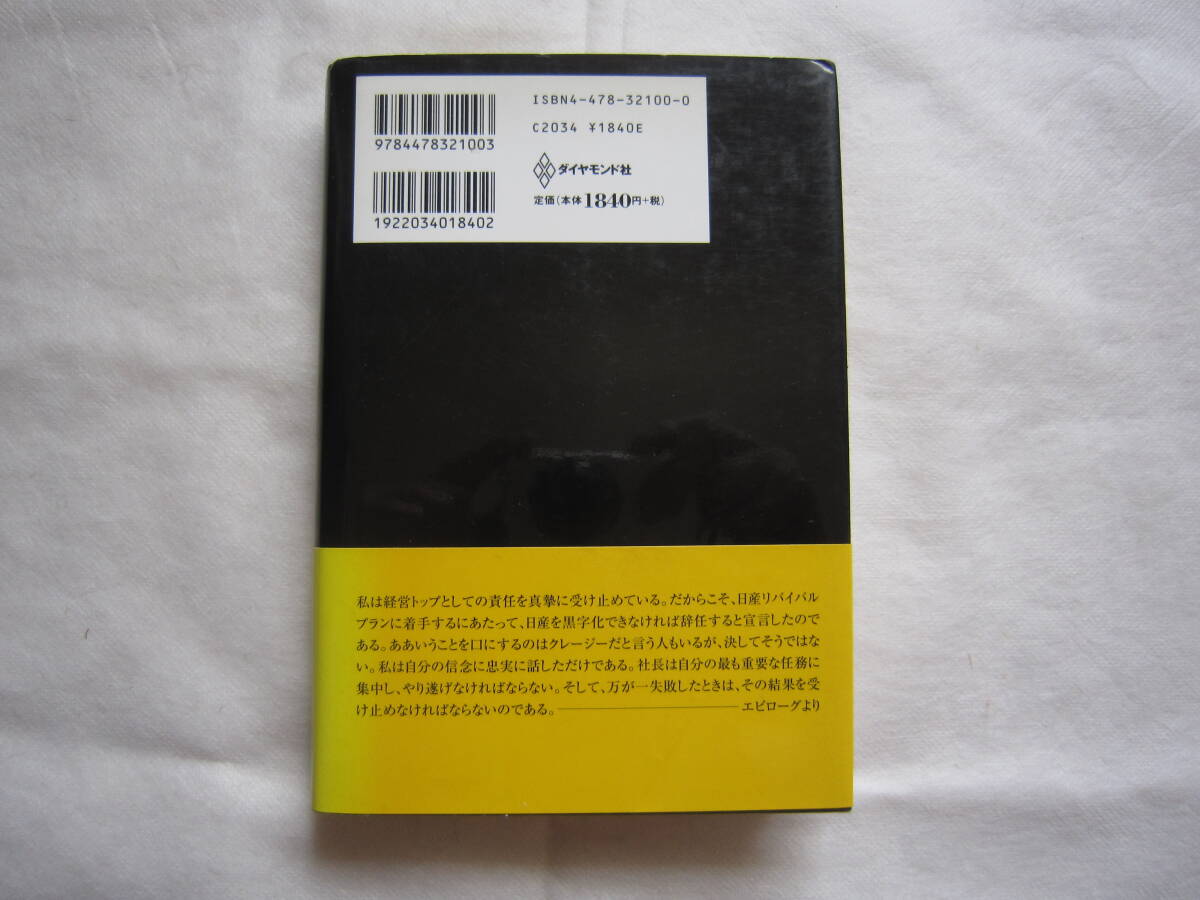 9784478321003
1922034018402
ISBN4-478-32100-0
C2034 ¥1840E
ダイヤモンド社
定価(本体1840円+税)
私は経営トップとしての責任を真摯に受け止めている。だからこそ、日産リバイバル
プランに着手するにあたって、日産を黒字化できなければ辞任すると宣言したので
ある。ああいうことを口にするのはクレージーだと言う人もいるが、決してそうではな
い。私は自分の信念に忠実に話しただけである。社長は自分の最も重要な任務に
集中し、やり遂げなければならない。そして、万が一失敗したときは、その結果を受
け止めなければならないのである。――エピローグより